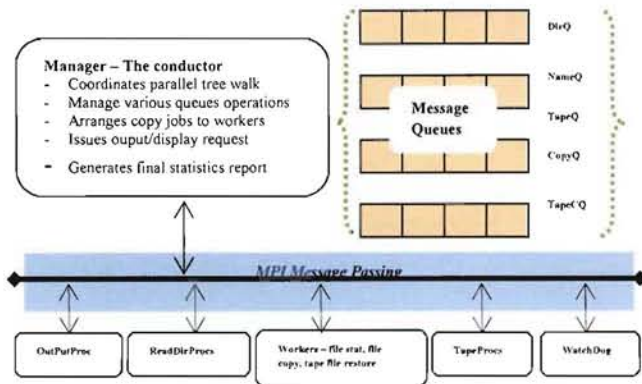 Manager – The conductor
- Coordinates parallel tree walk
- Manage various queues operations
- Arranges copy jobs to workers
- Issues ouput/display request
- Generates final statistics report
Message
Queues
DirQ
NameQ
TapeQ
CopyQ
TapeCQ
MPI Message Passing
OutPutProc
ReadDirProcs
Workers – file stat, file
copy, tape file restore
TapeProcs
WatchDog